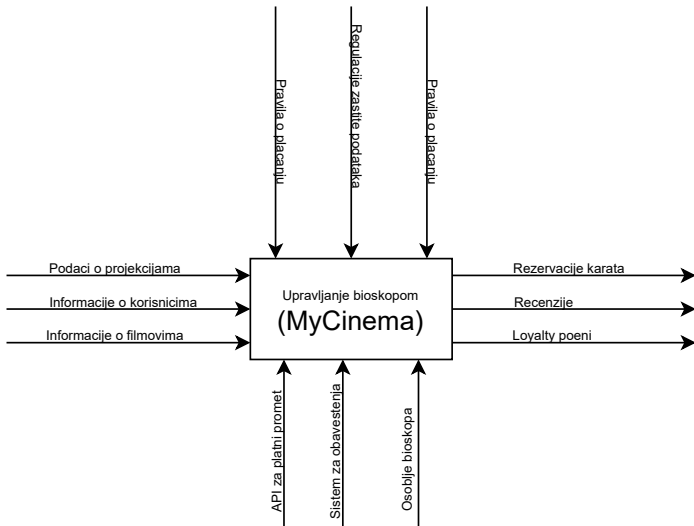 Pravila o placanju
Regulacije zastite podataka
Pravila o placanju
Podaci o projekcijama
Informacije o korisnicima
Informacije o filmovima
Upravljanje bioskopom
(MyCinema)
Rezervacije karata
Recenzije
Loyalty poeni
API za platni promet
Sistem za obavestenja
Osoblje bioskopa